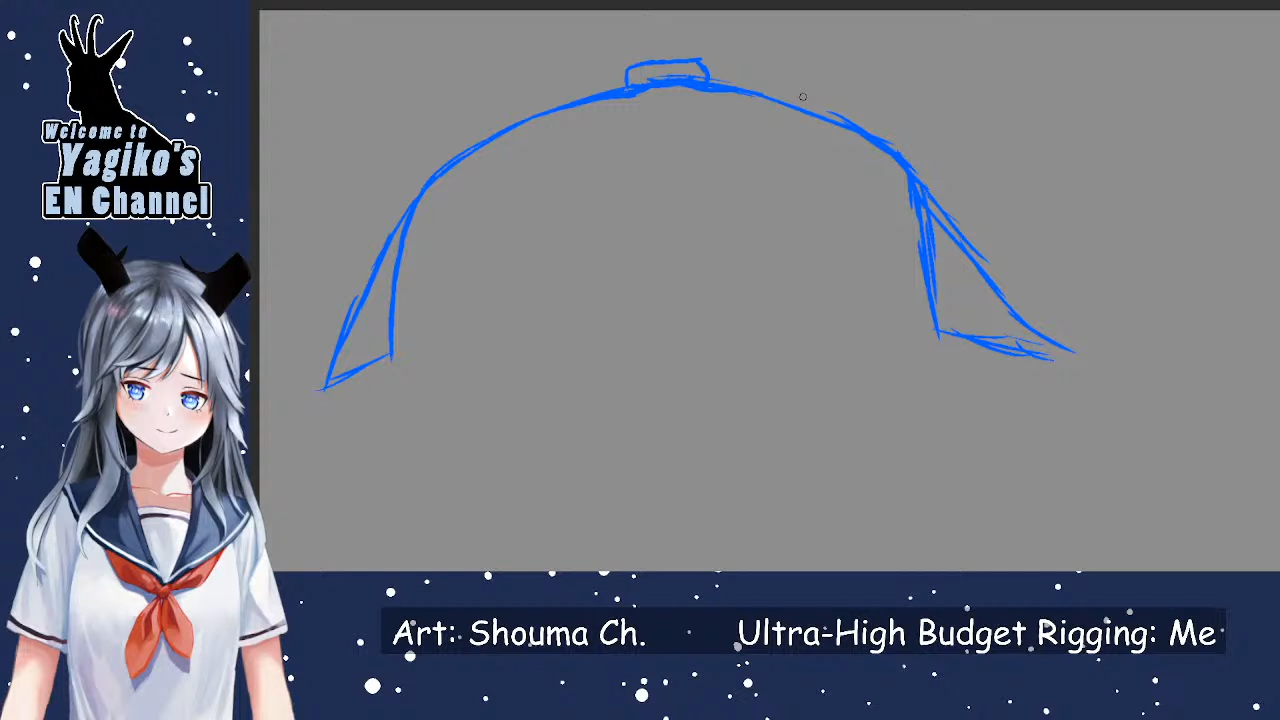 Welcome to
Yagiko's
EN Channel
Art: Shouma Ch. Ultra-High Budget Rigging: Me